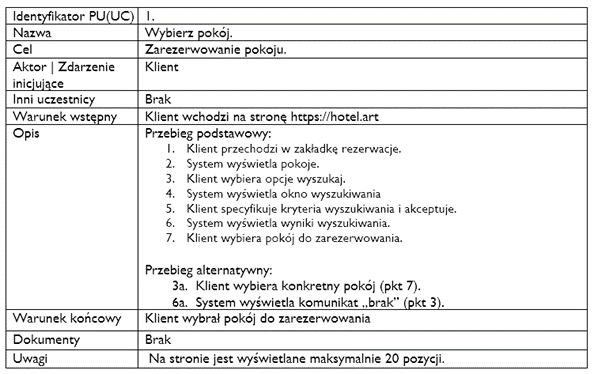 Identyfikator PU(UC) 1.
Nazwa Wybierz pokój.
Cel Zarezerwowanie pokoju.
Aktor | Zdarzenie inicjujące Klient
Inni uczestnicy Brak
Warunek wstępny Klient wchodzi na stronę https://hotel.art
Opis Przebieg podstawowy:
1. Klient przechodzi w zakładkę rezerwacje.
2. System wyświetla pokoje.
3. Klient wybiera opcje wyszukaj.
4. System wyświetla okno wyszukiwania
5. Klient specyfikuje kryteria wyszukiwania i akceptuje.
6. System wyświetla wyniki wyszukiwania.
7. Klient wybiera pokój do zarezerwowania.
Przebieg alternatywny:
3a. Klient wybiera konkretny pokój (pkt 7).
6a. System wyświetla komunikat „brak” (pkt 3).
Warunek końcowy Klient wybrał pokój do zarezerwowania
Dokumenty Brak
Uwagi Na stronie jest wyświetlane maksymalnie 20 pozycji.